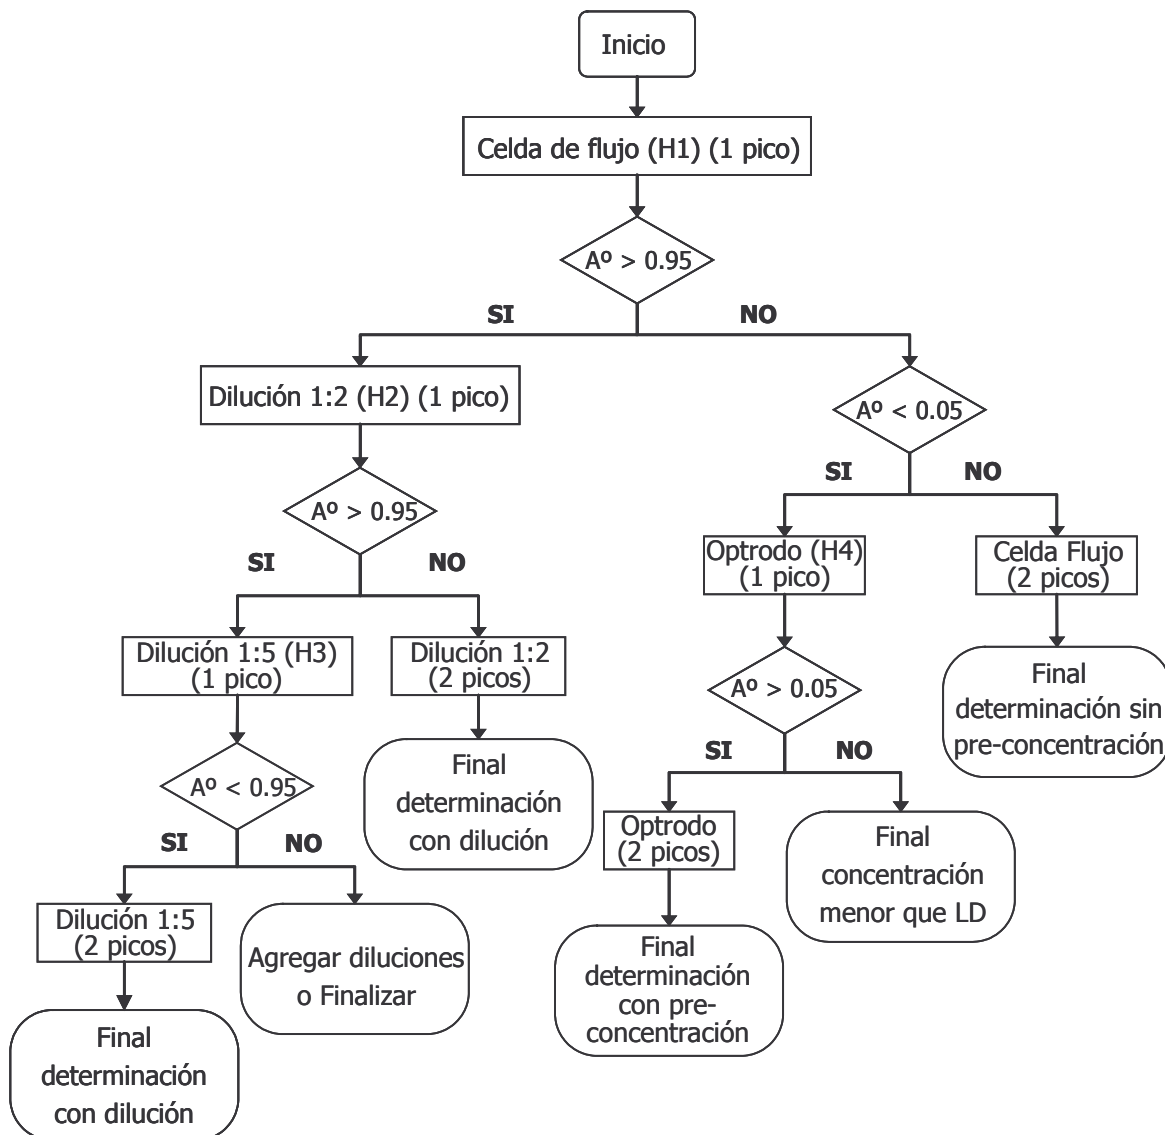 Inicio
Celda de flujo (H1) (1 pico)
Aº > 0.95
SI
NO
Dilución 1:2 (H2) (1 pico)
Aº < 0.05
Aº > 0.95
SI
NO
SI
NO
Optrodo (H4)
(1 pico)
Celda Flujo
(2 picos)
Dilución 1:5 (H3)
(1 pico)
Dilución 1:2
(2 picos)
Aº > 0.05
Final
determinación sin
pre-concentración
Aº < 0.95
Final
determinación
con dilución
SI
NO
SI
NO
Optrodo
(2 picos)
Final
concentración
menor que LD
Dilución 1:5
(2 picos)
Agregar diluciones
o Finalizar
Final
determinación
con pre-
concentración
Final
determinación
con dilución